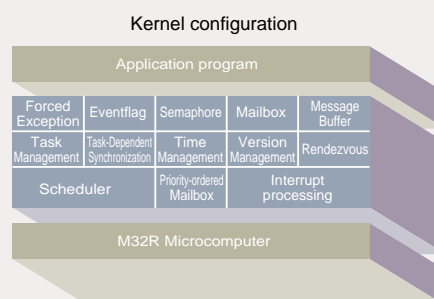 Kernel configuration
Application program
Forced
Exception
Eventflag
Semaphore
Mailbox
Message
Buffer
Task
Management
Task-Dependent
Synchronization
Time
Management
Version
Management
Rendezvous
Scheduler
Priority-ordered
Mailbox
Interrupt
processing
M32R Microcomputer